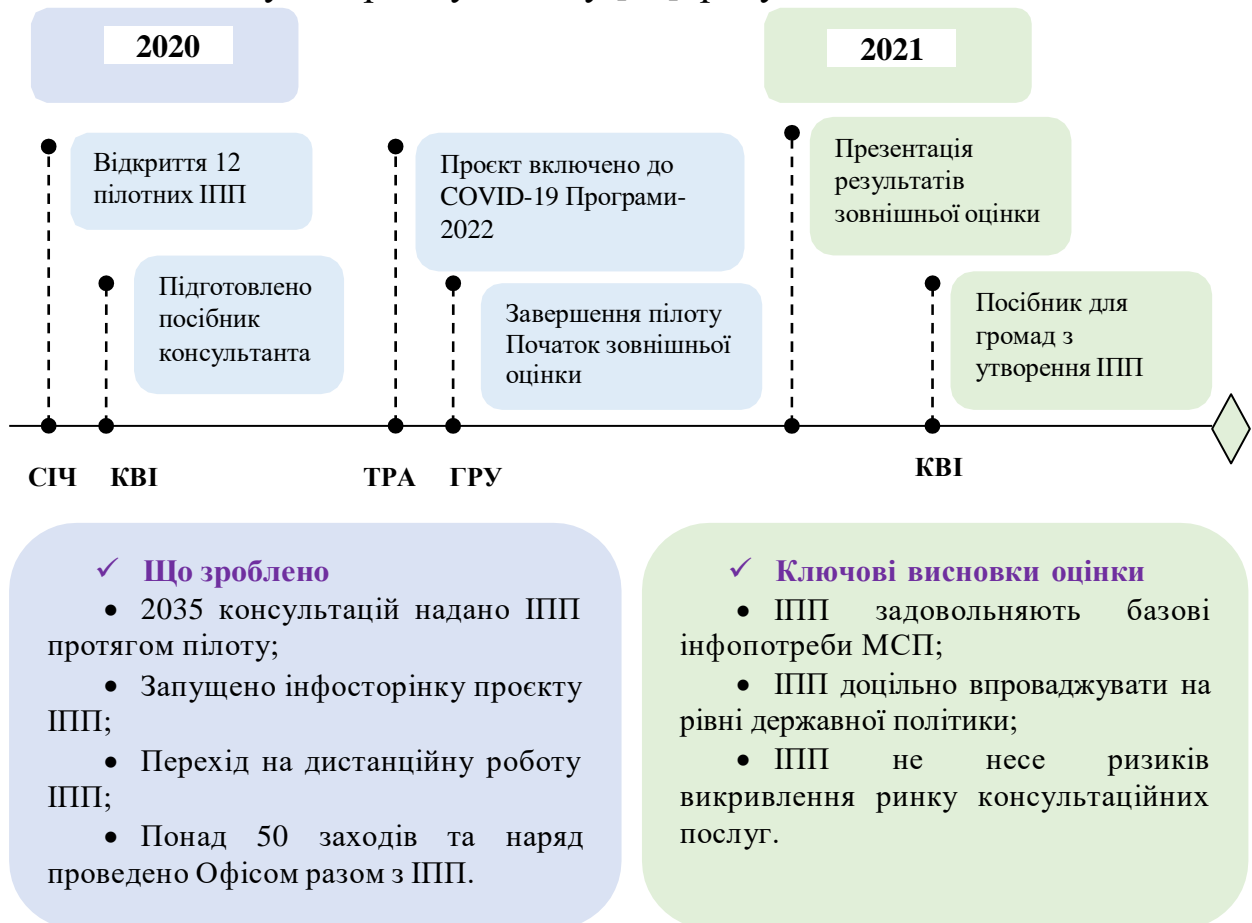 2020
2021
Відкриття 12
пілотних ІПП
Проєкт включено до
COVID-19 Програми-
2022
Презентація
результатів
зовнішньої оцінки
Підготовлено
посібник
консультанта
Завершення пілоту
Початок зовнішньої
оцінки
Посібник для
громад з
утворення ІПП
СІЧ КВІ ТРА ГРУ КВІ
✓ Що зроблено
• 2035 консультацій надано ІПП
протягом пілоту;
• Запущено інфосторінку проєкту
ІПП;
• Перехід на дистанційну роботу
ІПП;
• Понад 50 заходів та наряд
проведено Офісом разом з ІПП.
✓ Ключові висновки оцінки
• ІПП задовольняють базові
інфопотреби МСП;
• ІПП доцільно впроваджувати на
рівні державної політики;
• ІПП не несе ризиків
викривлення ринку консультаційних
послуг.